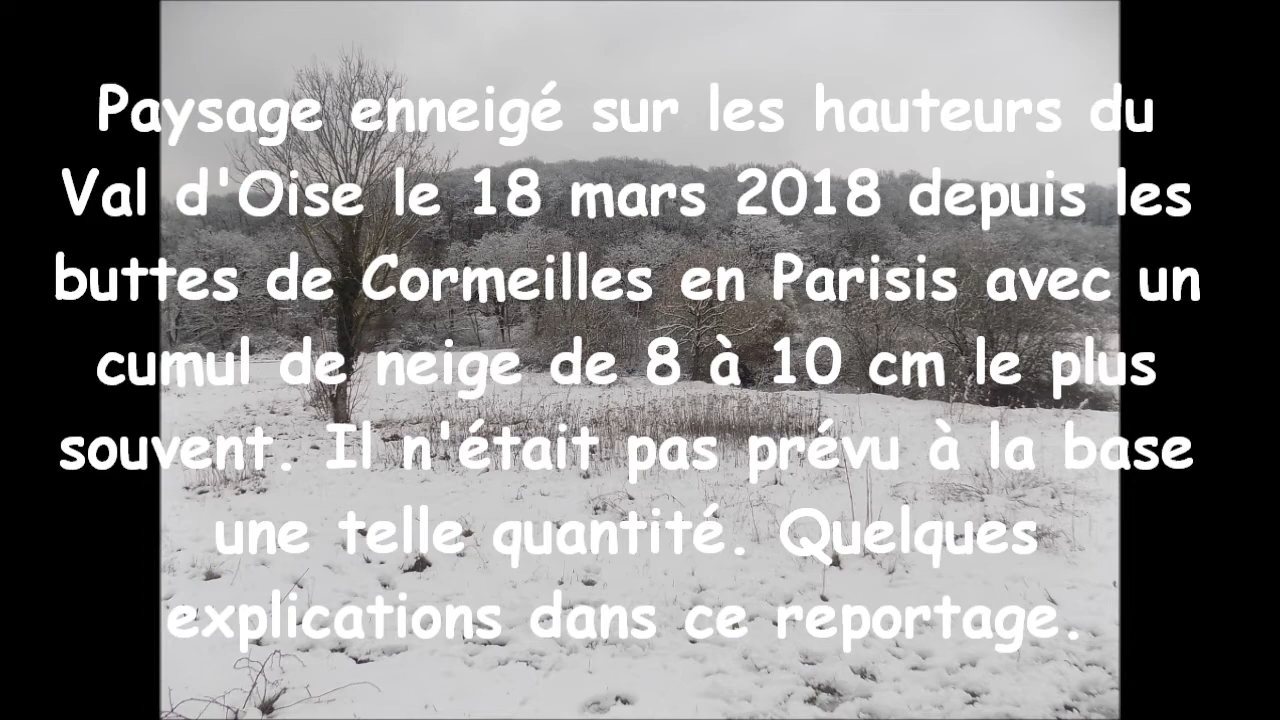 Paysage enneigé sur les hauteurs du
Val d'Oise le 18 mars 2018 depuis les
buttes de Cormeilles en Parisis avec un
cumul de neige de 8 à 10 cm le plus
souvent. Il n'était pas prévu à la base
une telle quantité. Quelques
explications dans ce reportage.